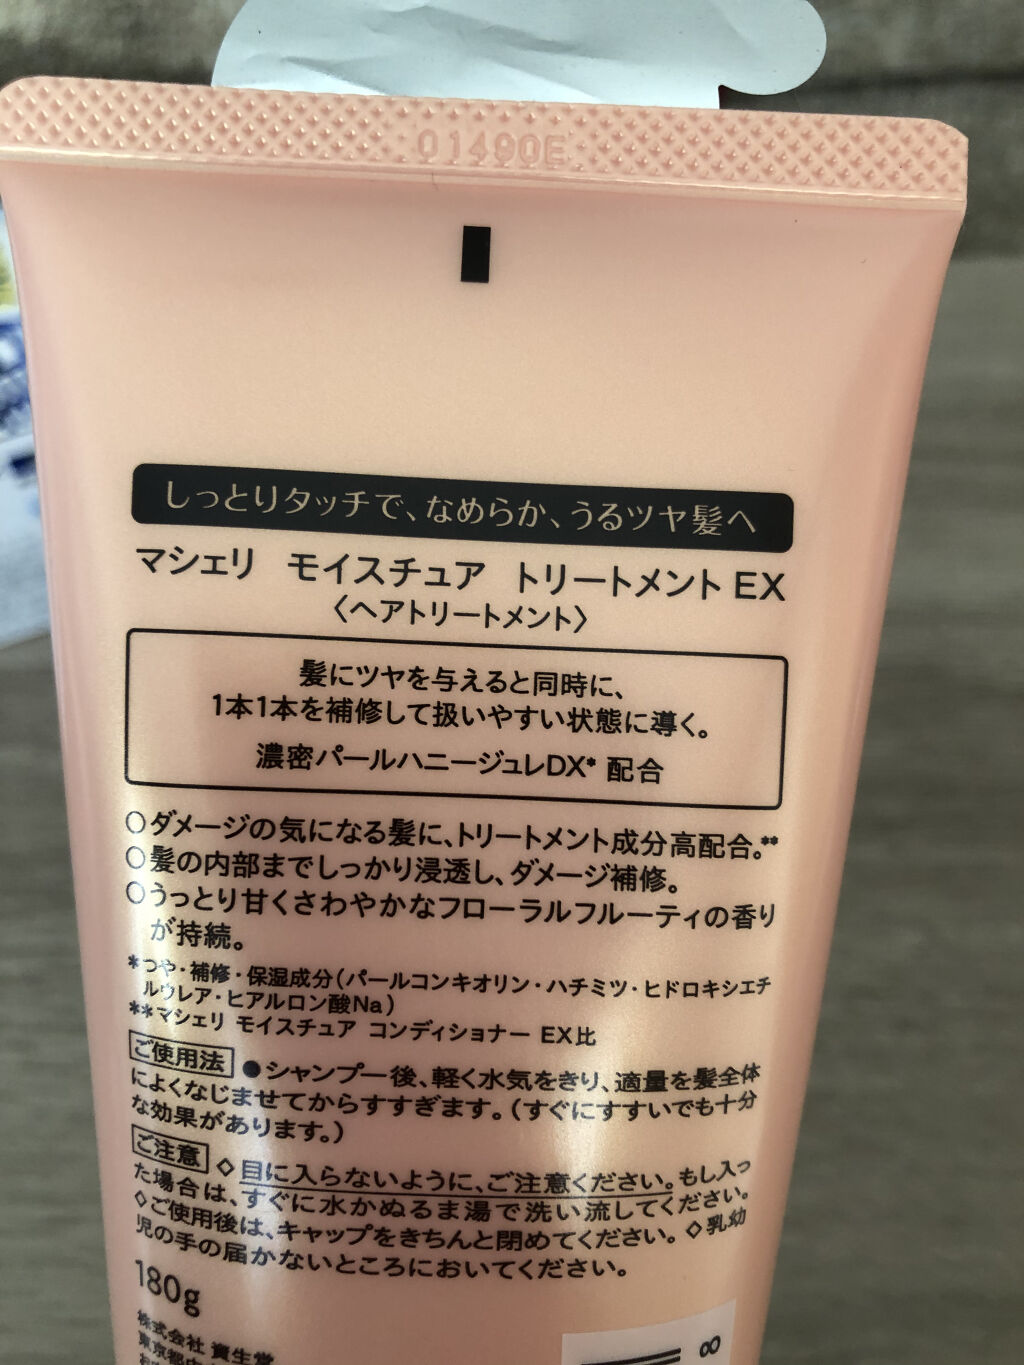 01490E
しっとりタッチで、なめらか、うるツヤ髪へ
マシェリ モイスチュア トリートメント EX
〈ヘアトリートメント〉
髪にツヤを与えると同時に、
1本1本を補修して扱いやすい状態に導く。
濃密パールハニージュレDX* 配合
○ダメージの気になる髪に、トリートメント成分高配合。**
○髪の内部までしっかり浸透し、ダメージ補修。
○うっとり甘くさわやかなフローラルフルーティの香り
が持続。
*つや・補修・保湿成分(パールコンキオリン・ハチミツ・ヒドロキシエチ
ルウレア・ヒアルロン酸Na)
**マシェリ モイスチュア コンディショナー EX比
ご使用法 ●シャンプー後、軽く水気をきり、適量を髪全体
によくなじませてからすすぎます。(すぐにすすいでも十分
な効果があります。)
ご注意 ◇目に入らないように、ご注意ください。もし入っ
た場合は、すぐに水かぬるま湯で洗い流してください。
◇ご使用後は、キャップをきちんと閉めてください。◇乳幼
児の手の届かないところにおいてください。
180g
株式会社 資生堂
東京都中
8